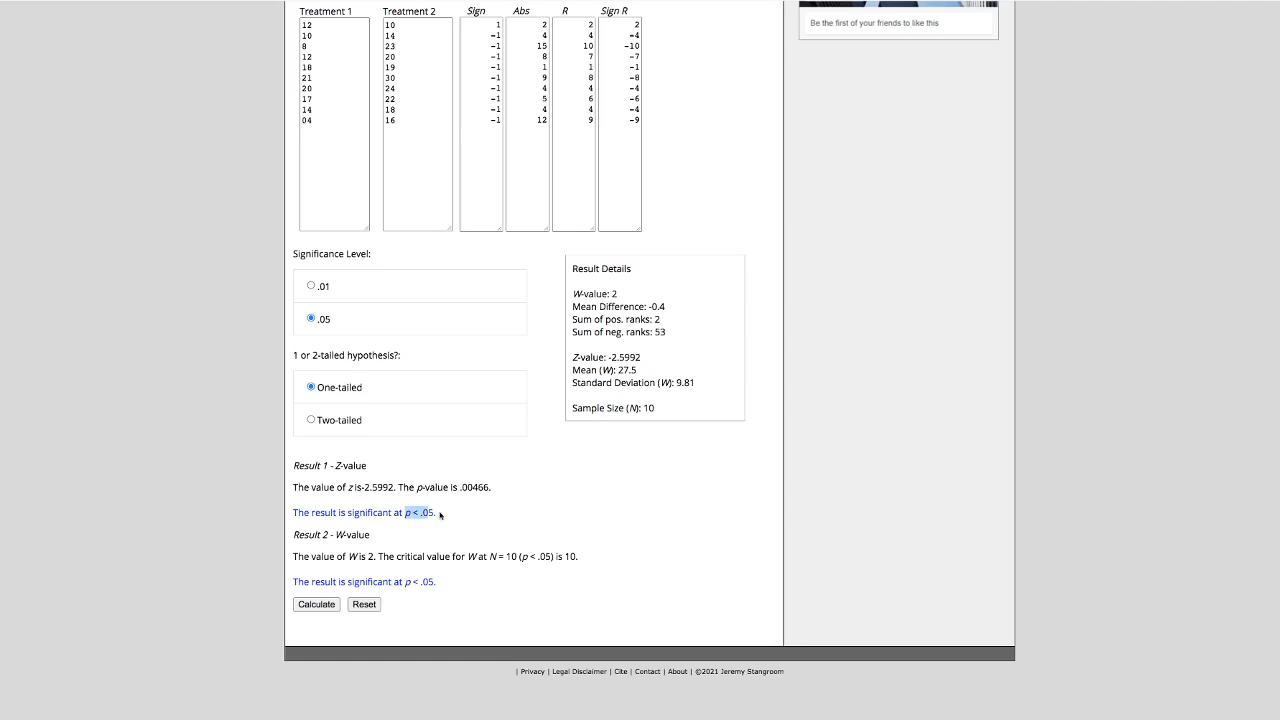 Treatment 1 Treatment 2 Sign Abs R Sign R
12 10 1 2 2 2
10 14 -1 4 4 -4
8 23 -1 15 10 -10
12 20 -1 8 7 -7
18 19 -1 1 1 -1
21 30 -1 9 8 -8
20 24 -1 4 4 -4
17 22 -1 5 6 -6
14 18 -1 4 4 -4
04 16 -1 12 9 -9
Be the first of your friends to like this
Significance Level:
.01
.05
1 or 2-tailed hypothesis?:
One-tailed
Two-tailed
Result Details
W-value: 2
Mean Difference: -0.4
Sum of pos. ranks: 2
Sum of neg. ranks: 53
Z-value: -2.5992
Mean (W): 27.5
Standard Deviation (W): 9.81
Sample Size (N): 10
Result 1 - Z-value
The value of z is-2.5992. The p-value is .00466.
The result is significant at p < .05.
Result 2 - W-value
The value of W is 2. The critical value for W at N = 10 (p < .05) is 10.
The result is significant at p < .05.
Calculate Reset
| Privacy | Legal Disclaimer | Cite | Contact | About | ©2021 Jeremy Stangroom